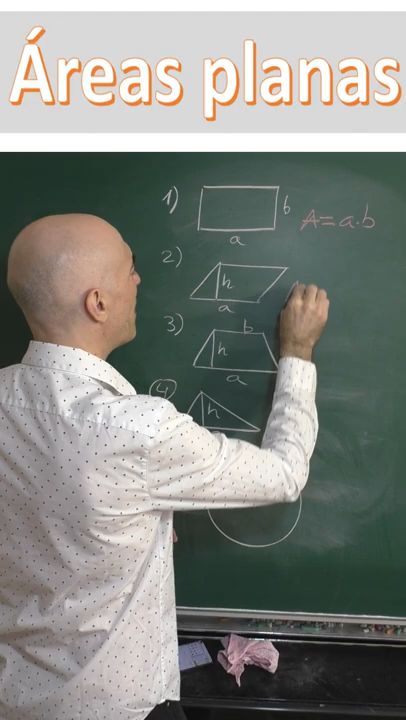 Áreas planas
1)
b
A = a·b
a
2)
h
a
3)
b
h
a
4)
h